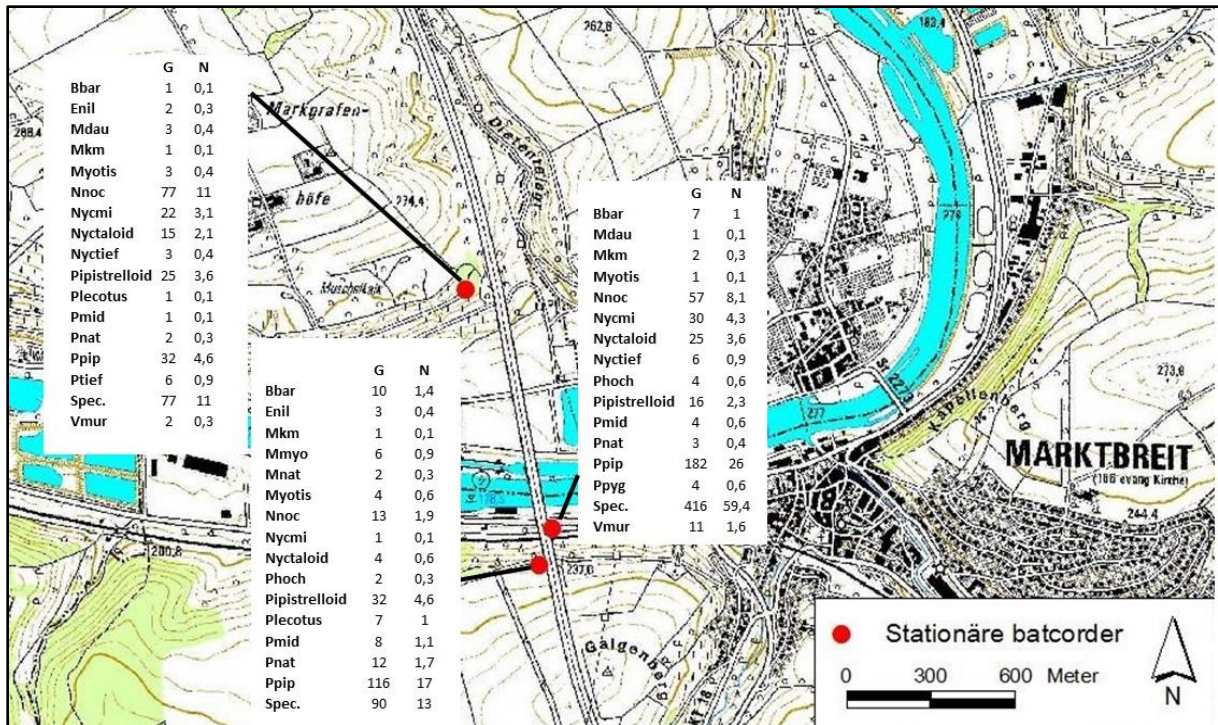 G N
Bbar 1 0,1
Enil 2 0,3
Mdau 3 0,4
Mkm 1 0,1
Myotis 3 0,4
Nnoc 77 11
Nycmi 22 3,1
Nyctaloid 15 2,1
Nyctief 3 0,4
Pipistrelloid 25 3,6
Plecotus 1 0,1
Pmid 1 0,1
Pnat 2 0,3
Ppip 32 4,6
Ptief 6 0,9
Spec. 77 11
Vmur 2 0,3
G N
Bbar 10 1,4
Enil 3 0,4
Mkm 1 0,1
Mmyo 6 0,9
Mnat 2 0,3
Myotis 4 0,6
Nnoc 13 1,9
Nycmi 1 0,1
Nyctaloid 4 0,6
Phoch 2 0,3
Pipistrelloid 32 4,6
Plecotus 7 1
Pmid 8 1,1
Pnat 12 1,7
Ppip 116 17
Spec. 90 13
G N
Bbar 7 1
Mdau 1 0,1
Mkm 2 0,3
Myotis 1 0,1
Nnoc 57 8,1
Nycmi 30 4,3
Nyctaloid 25 3,6
Nyctief 6 0,9
Phoch 4 0,6
Pipistrelloid 16 2,3
Pmid 4 0,6
Pnat 3 0,4
Ppip 182 26
Ppyg 4 0,6
Spec. 416 59,4
Vmur 11 1,6
262,8
183,4
Markgrafen-
höfe
274,4
276
277
Kapellenberg
273,8
MARKTBREIT
244,4
200,8
237,0
Galgenberg
Stationäre batcorder
0 300 600 Meter
N